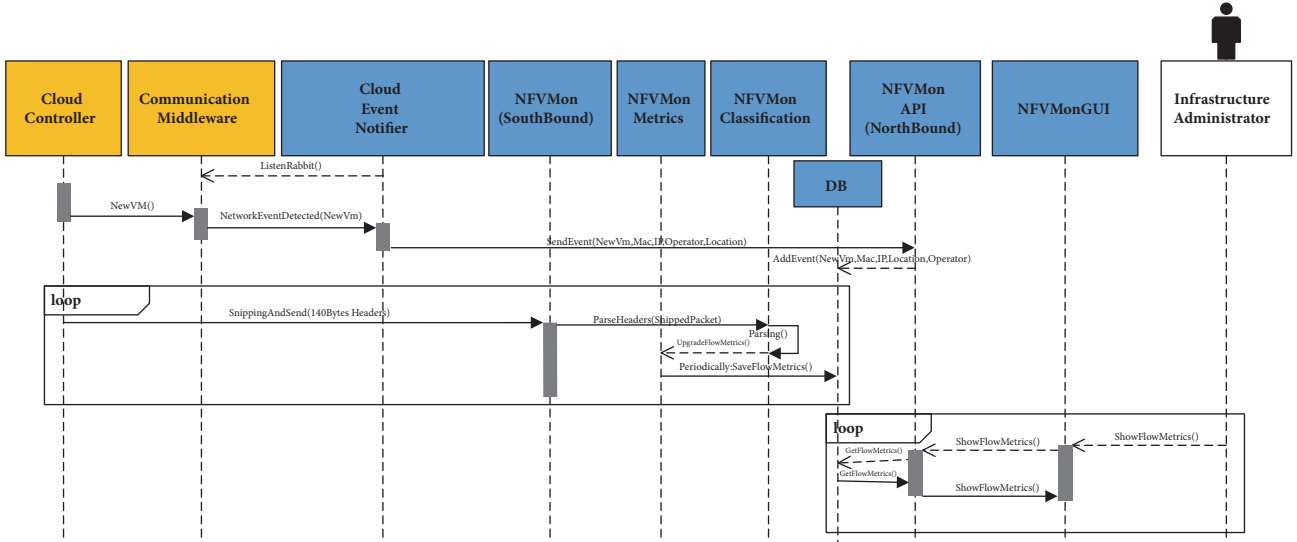 Cloud
Controller
Communication
Middleware
Cloud
Event
Notifier
NFVMon
(SouthBound)
NFVMon
Metrics
NFVMon
Classification
NFVMon
API
(NorthBound)
NFVMonGUI
Infrastructure
Administrator
DB
ListenRabbit()
NewVM()
NetworkEventDetected(NewVm)
SendEvent(NewVm,Mac,IP,Operator,Location)
AddEvent(NewVm,Mac,IP,Location,Operator)
loop
SnippingAndSend(140Bytes Headers)
ParseHeaders(ShippedPacket)
Parsing()
UpgradeFlowMetrics()
Periodically:SaveFlowMetrics()
loop
ShowFlowMetrics()
ShowFlowMetrics()
GetFlowMetrics()
GetFlowMetrics()
ShowFlowMetrics()